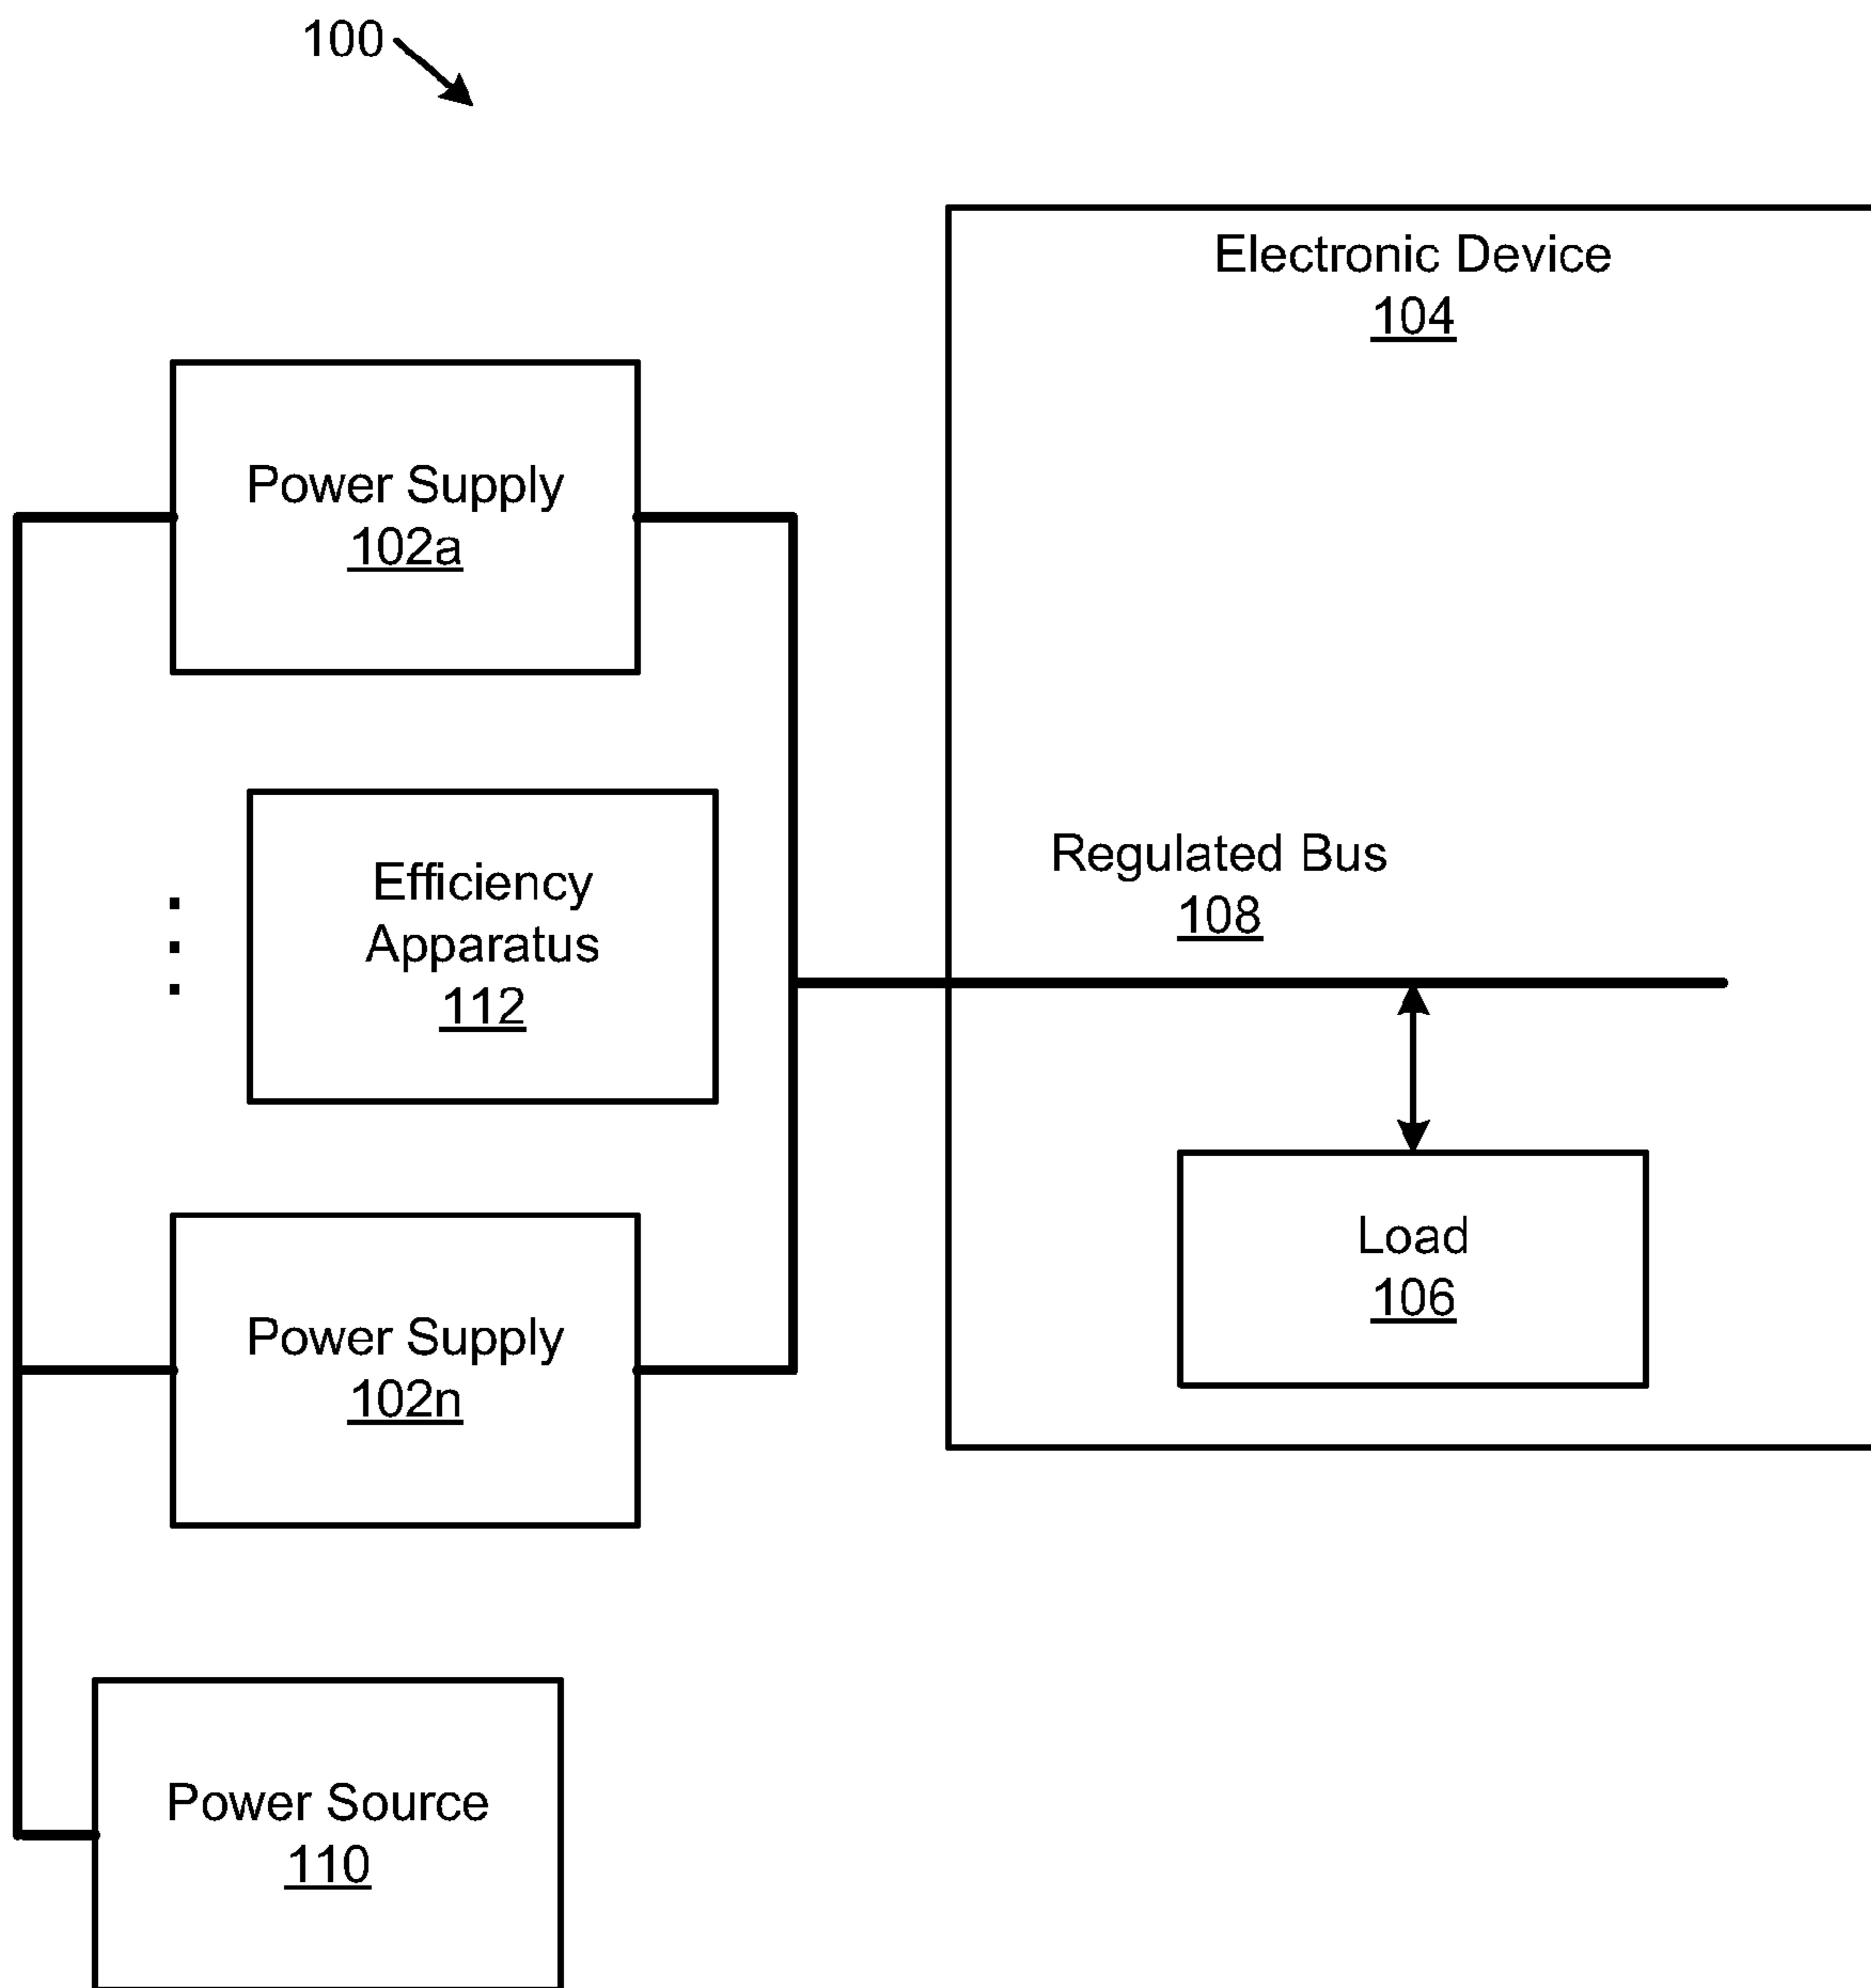 100
Electronic Device
104
Power Supply
102a
Efficiency
Apparatus
112
Regulated Bus
108
Power Supply
102n
Load
106
Power Source
110